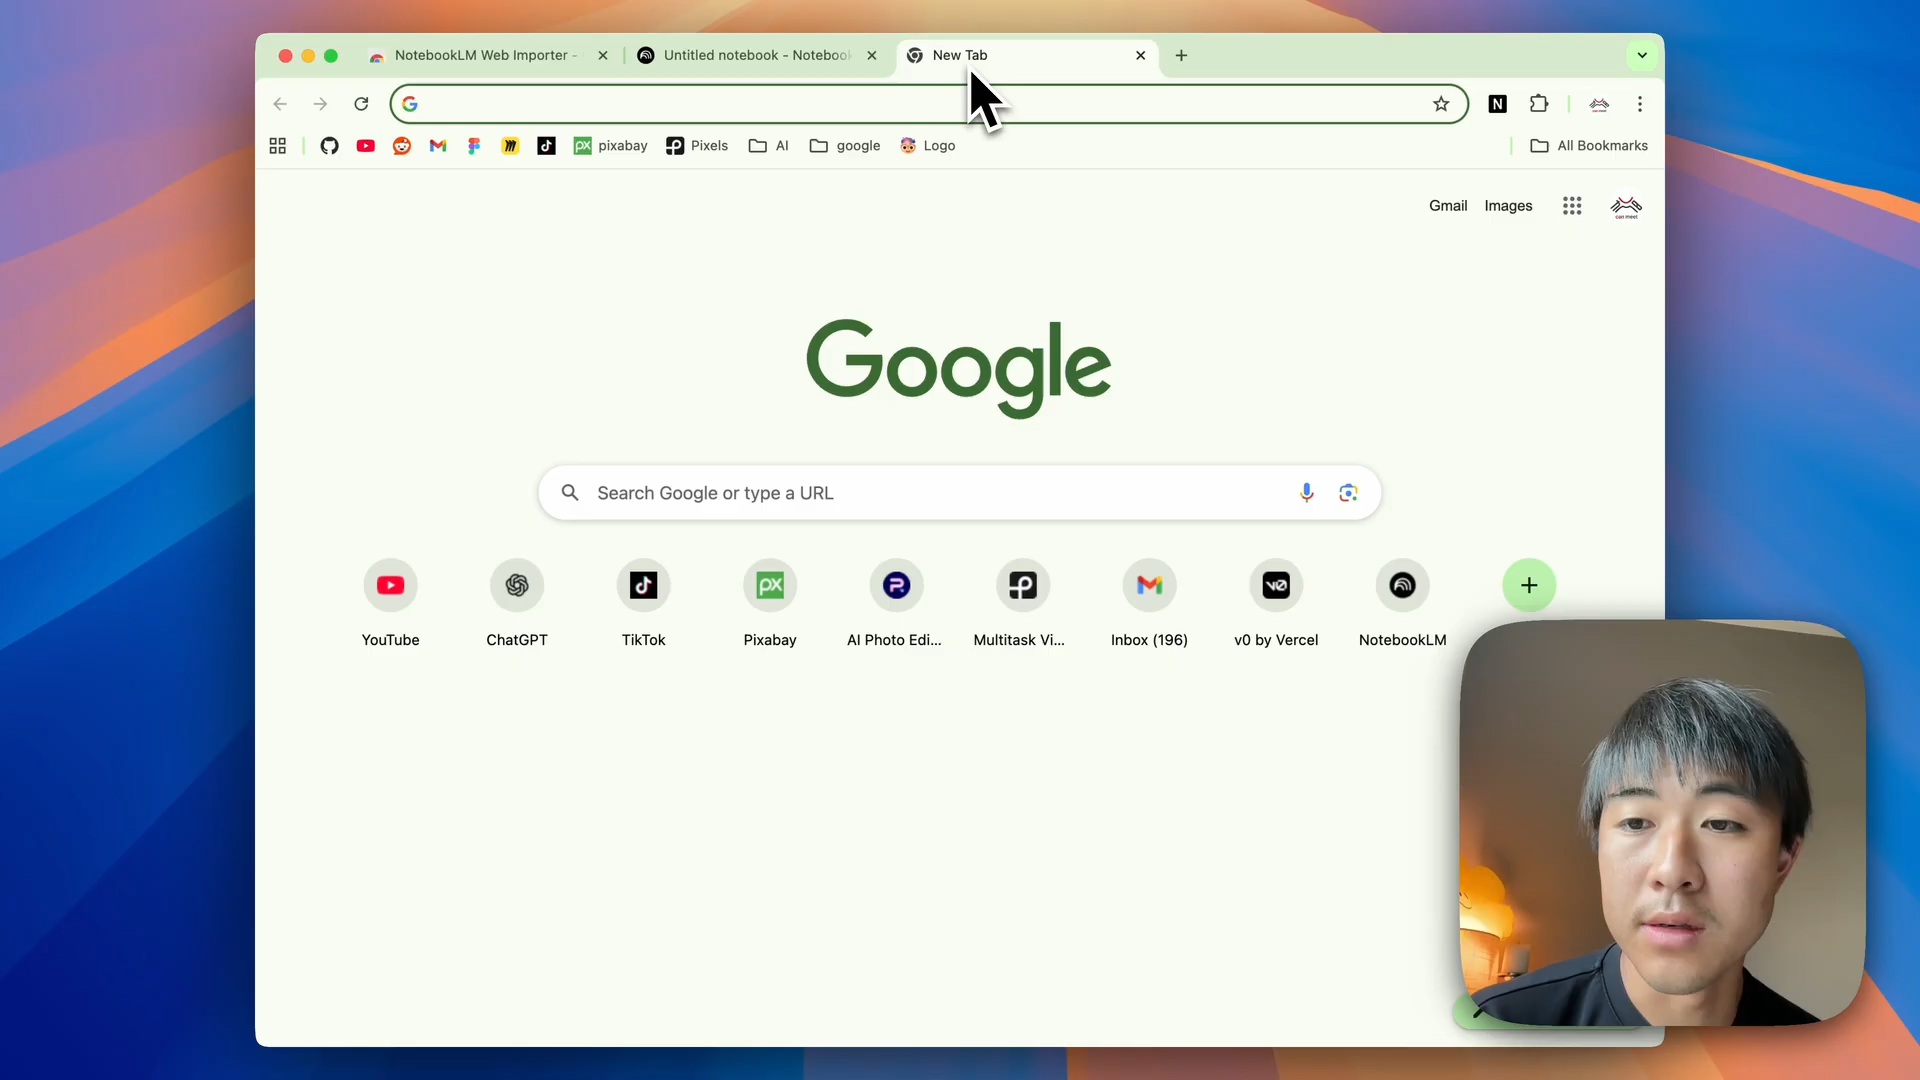 NotebookLM Web Importer -
Untitled notebook - Notebook
New Tab
pixabay
Pixels
AI
google
Logo
All Bookmarks
Gmail
Images
Google
Search Google or type a URL
YouTube
ChatGPT
TikTok
Pixabay
AI Photo Edi...
Multitask Vi...
Inbox (196)
v0 by Vercel
NotebookLM